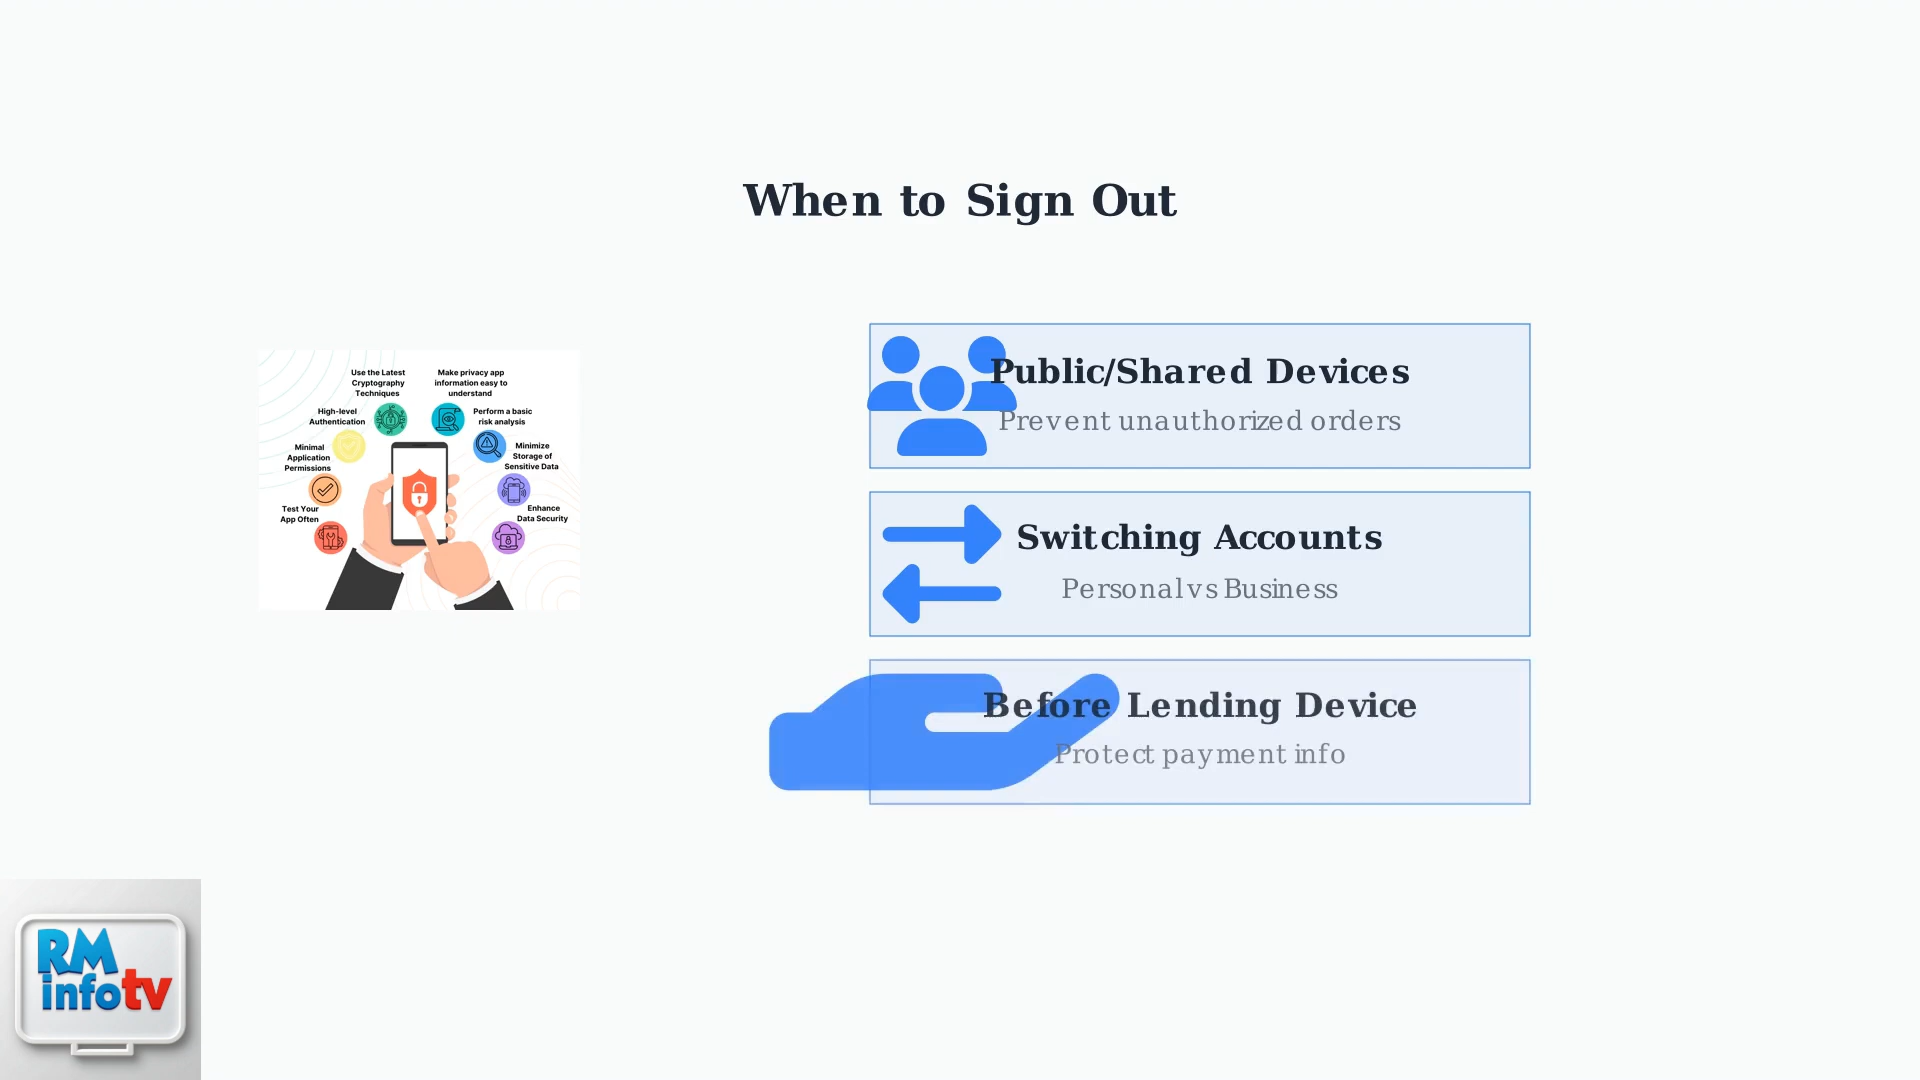 When to Sign Out
Use the Latest
Cryptography
Techniques
Make privacy app
information easy to
understand
High-level
Authentication
Perform a basic
risk analysis
Minimal
Application
Permissions
Minimize
Storage of
Sensitive Data
Test Your
App Often
Enhance
Data Security
Public/Shared Devices
Prevent unauthorized orders
Switching Accounts
Personal vs Business
Before Lending Device
Protect payment info
RM
infotv